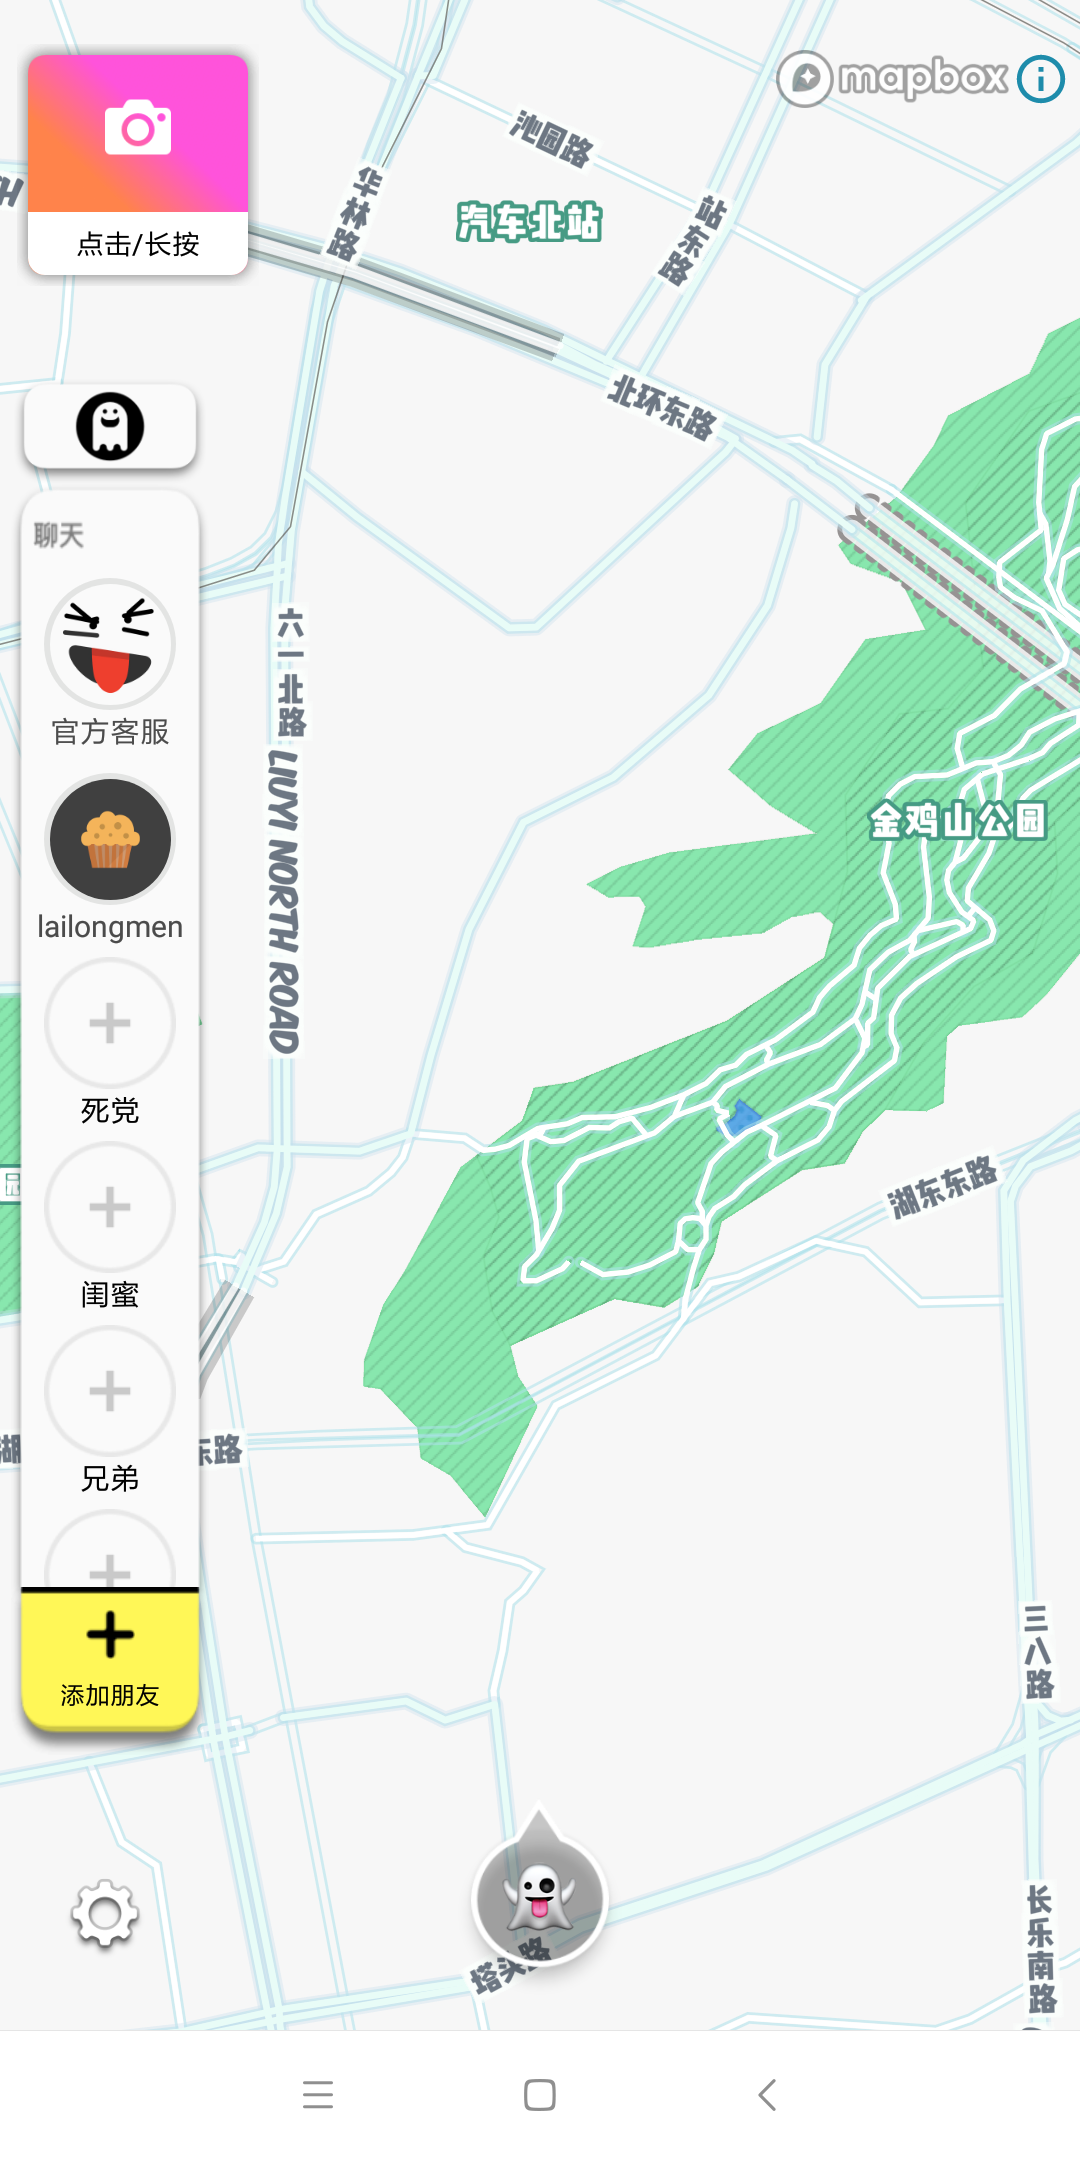 mapbox
点击/长按
沁园路
华林路
汽车北站
站东路
北环东路
聊天
官方客服
lailongmen
死党
闺蜜
兄弟
添加朋友
六一北路
LIUYI NORTH ROAD
金鸡山公园
湖东东路
园
湖
东路
三八路
长乐南路
塔头路